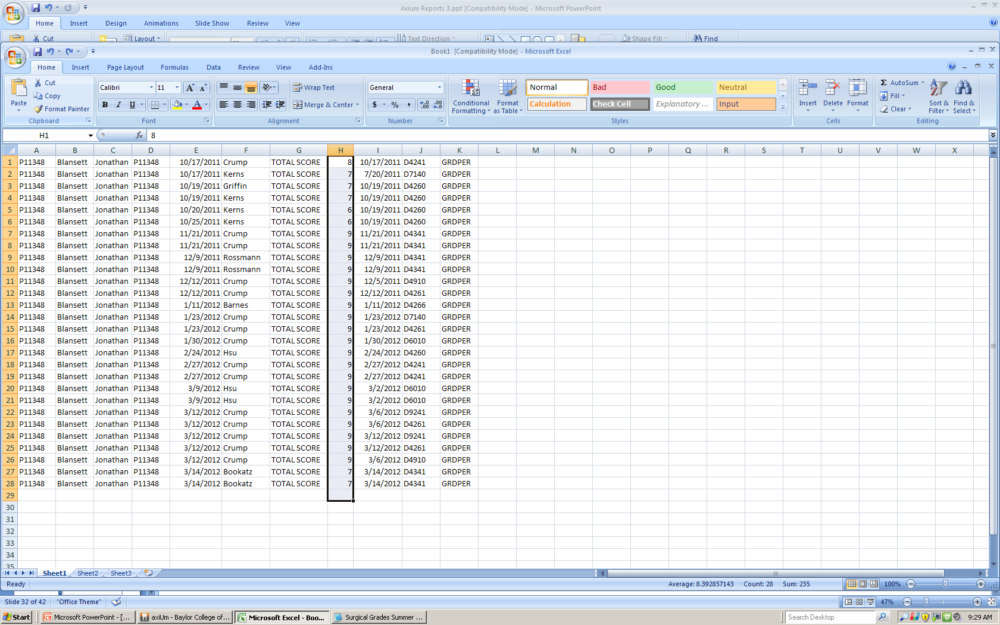 Axium Reports 3.ppt [Compatibility Mode] - Microsoft PowerPoint
Home Insert Design Animations Slide Show Review View
Cut Layout Text Direction Shape Fill Find
Book1 [Compatibility Mode] - Microsoft Excel
Home Insert Page Layout Formulas Data Review View Add-Ins
Paste Cut Copy Format Painter Clipboard
Calibri 11 B I U Font
Wrap Text Merge & Center Alignment
General $ % , Number
Conditional Formatting Format as Table
Normal Bad Good Neutral
Calculation Check Cell Explanatory ... Input
Styles
Insert Delete Format Cells
AutoSum Fill Clear Sort & Filter Find & Select Editing
H1 fx 8
A B C D E F G H I J K L M N O P Q R S T U V W X
1 P11348 Blansett Jonathan P11348 10/17/2011 Crump TOTAL SCORE 8 10/17/2011 D4241 GRDPER
2 P11348 Blansett Jonathan P11348 10/17/2011 Kerns TOTAL SCORE 7 7/20/2011 D7140 GRDPER
3 P11348 Blansett Jonathan P11348 10/19/2011 Griffin TOTAL SCORE 7 10/19/2011 D4260 GRDPER
4 P11348 Blansett Jonathan P11348 10/19/2011 Kerns TOTAL SCORE 7 10/19/2011 D4260 GRDPER
5 P11348 Blansett Jonathan P11348 10/20/2011 Kerns TOTAL SCORE 6 10/19/2011 D4260 GRDPER
6 P11348 Blansett Jonathan P11348 10/25/2011 Kerns TOTAL SCORE 6 10/19/2011 D4260 GRDPER
7 P11348 Blansett Jonathan P11348 11/21/2011 Crump TOTAL SCORE 9 11/21/2011 D4341 GRDPER
8 P11348 Blansett Jonathan P11348 11/21/2011 Crump TOTAL SCORE 9 11/21/2011 D4341 GRDPER
9 P11348 Blansett Jonathan P11348 12/9/2011 Rossmann TOTAL SCORE 9 12/9/2011 D4341 GRDPER
10 P11348 Blansett Jonathan P11348 12/9/2011 Rossmann TOTAL SCORE 9 12/9/2011 D4341 GRDPER
11 P11348 Blansett Jonathan P11348 12/12/2011 Crump TOTAL SCORE 9 12/5/2011 D4910 GRDPER
12 P11348 Blansett Jonathan P11348 12/12/2011 Crump TOTAL SCORE 9 12/12/2011 D4261 GRDPER
13 P11348 Blansett Jonathan P11348 1/11/2012 Barnes TOTAL SCORE 9 1/11/2012 D4266 GRDPER
14 P11348 Blansett Jonathan P11348 1/23/2012 Crump TOTAL SCORE 9 1/23/2012 D7140 GRDPER
15 P11348 Blansett Jonathan P11348 1/23/2012 Crump TOTAL SCORE 9 1/23/2012 D4261 GRDPER
16 P11348 Blansett Jonathan P11348 1/30/2012 Crump TOTAL SCORE 9 1/30/2012 D6010 GRDPER
17 P11348 Blansett Jonathan P11348 2/24/2012 Hsu TOTAL SCORE 9 2/24/2012 D4260 GRDPER
18 P11348 Blansett Jonathan P11348 2/27/2012 Crump TOTAL SCORE 9 2/27/2012 D4241 GRDPER
19 P11348 Blansett Jonathan P11348 2/27/2012 Crump TOTAL SCORE 9 2/27/2012 D4241 GRDPER
20 P11348 Blansett Jonathan P11348 3/9/2012 Hsu TOTAL SCORE 9 3/2/2012 D6010 GRDPER
21 P11348 Blansett Jonathan P11348 3/9/2012 Hsu TOTAL SCORE 9 3/2/2012 D6010 GRDPER
22 P11348 Blansett Jonathan P11348 3/12/2012 Crump TOTAL SCORE 9 3/6/2012 D9241 GRDPER
23 P11348 Blansett Jonathan P11348 3/12/2012 Crump TOTAL SCORE 9 3/6/2012 D4261 GRDPER
24 P11348 Blansett Jonathan P11348 3/12/2012 Crump TOTAL SCORE 9 3/12/2012 D9241 GRDPER
25 P11348 Blansett Jonathan P11348 3/12/2012 Crump TOTAL SCORE 9 3/12/2012 D4261 GRDPER
26 P11348 Blansett Jonathan P11348 3/12/2012 Crump TOTAL SCORE 9 3/6/2012 D4910 GRDPER
27 P11348 Blansett Jonathan P11348 3/14/2012 Bookatz TOTAL SCORE 7 3/14/2012 D4341 GRDPER
28 P11348 Blansett Jonathan P11348 3/14/2012 Bookatz TOTAL SCORE 7 3/14/2012 D4341 GRDPER
29
30
31
32
33
34
35
Sheet1 Sheet2 Sheet3
Ready Average: 8.392857143 Count: 28 Sum: 235 100%
Slide 32 of 42 "Office Theme" 47%
Start Microsoft PowerPoint - [... axiUm - Baylor College of... Microsoft Excel - Boo... Surgical Grades Summer ... Search Desktop 9:29 AM